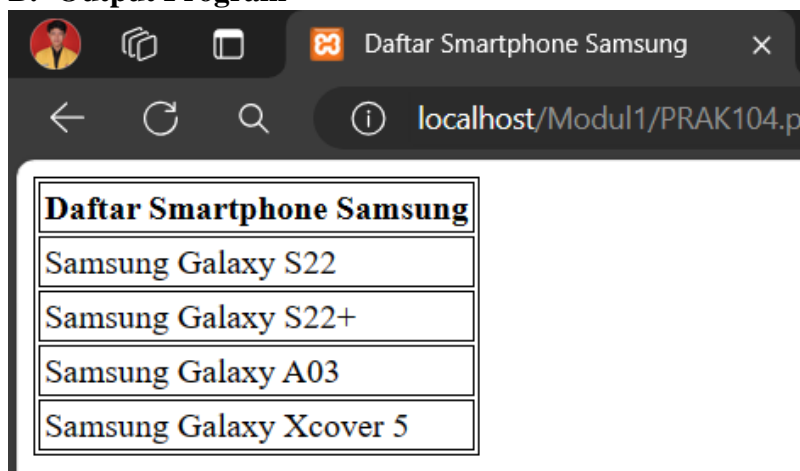 B. Output Program
Daftar Smartphone Samsung
localhost/Modul1/PRAK104.p
Daftar Smartphone Samsung
Samsung Galaxy S22
Samsung Galaxy S22+
Samsung Galaxy A03
Samsung Galaxy Xcover 5